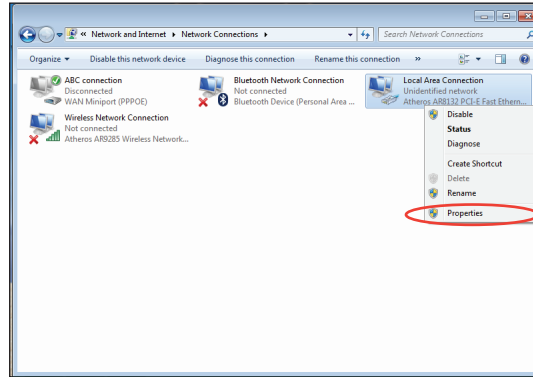 « Network and Internet ▸ Network Connections ▸
Search Network Connections
Organize ▾ Disable this network device Diagnose this connection Rename this connection »
ABC connection
Disconnected
WAN Miniport (PPPOE)
Bluetooth Network Connection
Not connected
Bluetooth Device (Personal Area ...
Local Area Connection
Unidentified network
Atheros AR8132 PCI-E Fast Ethern...
Wireless Network Connection
Not connected
Atheros AR9285 Wireless Network...
Disable
Status
Diagnose
Create Shortcut
Delete
Rename
Properties